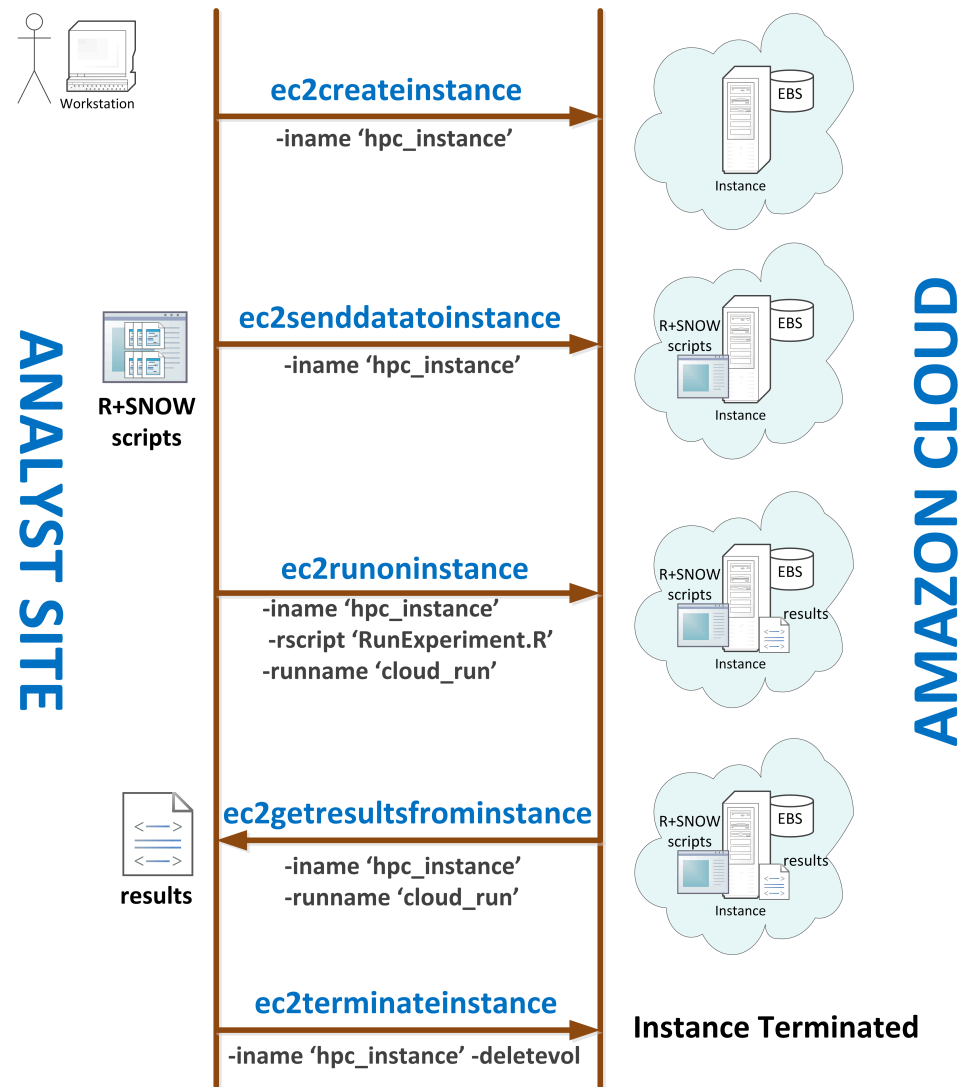 Workstation
ec2createinstance
-iname ‘hpc_instance’
EBS
Instance
ANALYST SITE
AMAZON CLOUD
R+SNOW
scripts
ec2senddatatoinstance
-iname ‘hpc_instance’
R+SNOW
scripts
EBS
Instance
ec2runoninstance
-iname ‘hpc_instance’
-rscript ‘RunExperiment.R’
-runname ‘cloud_run’
R+SNOW
scripts
EBS
results
Instance
results
ec2getresultsfrominstance
-iname ‘hpc_instance’
-runname ‘cloud_run’
R+SNOW
scripts
EBS
results
Instance
ec2terminateinstance
-iname ‘hpc_instance’ -deletevol
Instance Terminated